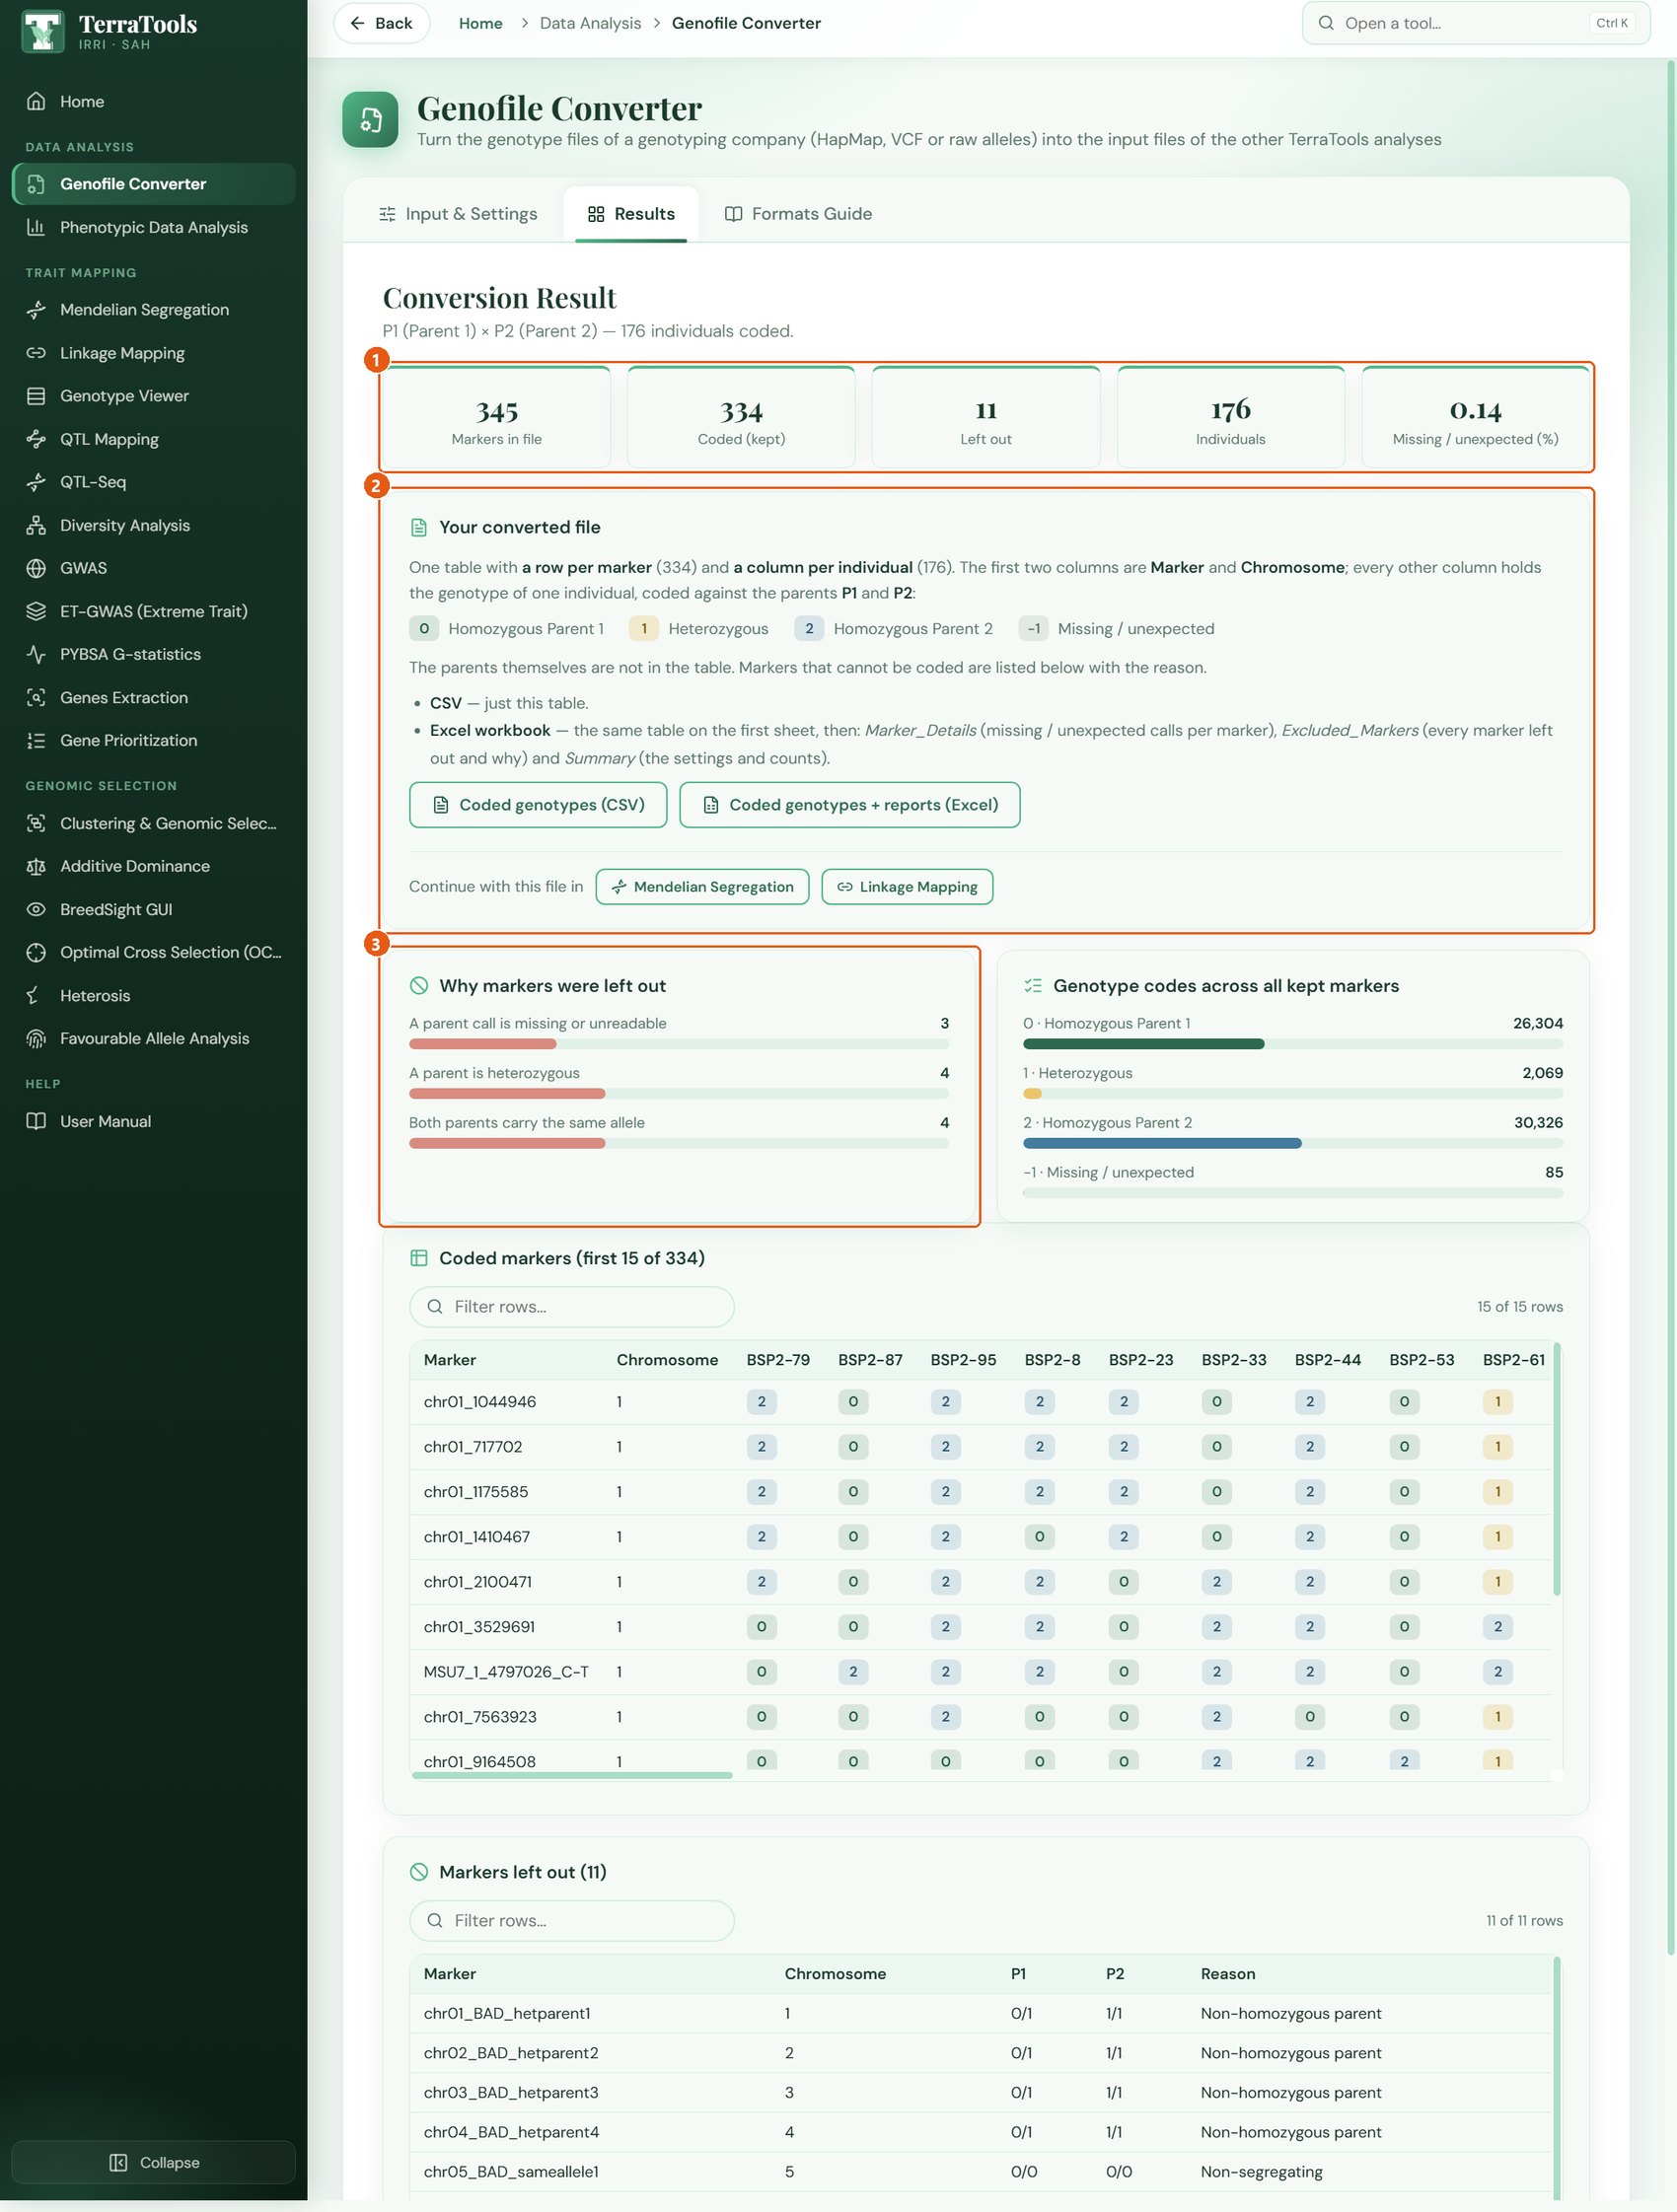 TerraTools
IRRI · SAH
Home
DATA ANALYSIS
Genofile Converter
Phenotypic Data Analysis
TRAIT MAPPING
Mendelian Segregation
Linkage Mapping
Genotype Viewer
QTL Mapping
QTL-Seq
Diversity Analysis
GWAS
ET-GWAS (Extreme Trait)
PYBSA G-statistics
Genes Extraction
Gene Prioritization
GENOMIC SELECTION
Clustering & Genomic Selec...
Additive Dominance
BreedSight GUI
Optimal Cross Selection (OC...
Heterosis
Favourable Allele Analysis
HELP
User Manual
Collapse
Back Home > Data Analysis > Genofile Converter Open a tool... Ctrl K
Genofile Converter
Turn the genotype files of a genotyping company (HapMap, VCF or raw alleles) into the input files of the other TerraTools analyses
Input & Settings Results Formats Guide
Conversion Result
P1 (Parent 1) × P2 (Parent 2) — 176 individuals coded.
1
345 334 11 176 0.14
Markers in file Coded (kept) Left out Individuals Missing / unexpected (%)
2
Your converted file
One table with a row per marker (334) and a column per individual (176). The first two columns are Marker and Chromosome; every other column holds
the genotype of one individual, coded against the parents P1 and P2:
0 Homozygous Parent 1 1 Heterozygous 2 Homozygous Parent 2 -1 Missing / unexpected
The parents themselves are not in the table. Markers that cannot be coded are listed below with the reason.
• CSV — just this table.
• Excel workbook — the same table on the first sheet, then: Marker_Details (missing / unexpected calls per marker), Excluded_Markers (every marker left
out and why) and Summary (the settings and counts).
Coded genotypes (CSV) Coded genotypes + reports (Excel)
Continue with this file in Mendelian Segregation Linkage Mapping
3
Why markers were left out
A parent call is missing or unreadable 3
A parent is heterozygous 4
Both parents carry the same allele 4
Genotype codes across all kept markers
0 · Homozygous Parent 1 26,304
1 · Heterozygous 2,069
2 · Homozygous Parent 2 30,326
-1 · Missing / unexpected 85
Coded markers (first 15 of 334)
Filter rows... 15 of 15 rows
Marker Chromosome BSP2-79 BSP2-87 BSP2-95 BSP2-8 BSP2-23 BSP2-33 BSP2-44 BSP2-53 BSP2-61
chr01_1044946 1 2 0 2 2 2 0 2 0 1
chr01_717702 1 2 0 2 2 2 0 2 0 1
chr01_1175585 1 2 0 2 2 2 0 2 0 1
chr01_1410467 1 2 0 2 0 2 0 2 0 1
chr01_2100471 1 2 0 2 2 0 2 2 0 1
chr01_3529691 1 0 0 2 2 0 2 2 0 2
MSU7_1_4797026_C-T 1 0 2 2 2 0 2 2 0 2
chr01_7563923 1 0 0 2 0 0 2 0 0 1
chr01_9164508 1 0 0 0 0 0 2 2 2 1
Markers left out (11)
Filter rows... 11 of 11 rows
Marker Chromosome P1 P2 Reason
chr01_BAD_hetparent1 1 0/1 1/1 Non-homozygous parent
chr02_BAD_hetparent2 2 0/1 1/1 Non-homozygous parent
chr03_BAD_hetparent3 3 0/1 1/1 Non-homozygous parent
chr04_BAD_hetparent4 4 0/1 1/1 Non-homozygous parent
chr05_BAD_sameallele1 5 0/0 0/0 Non-segregating